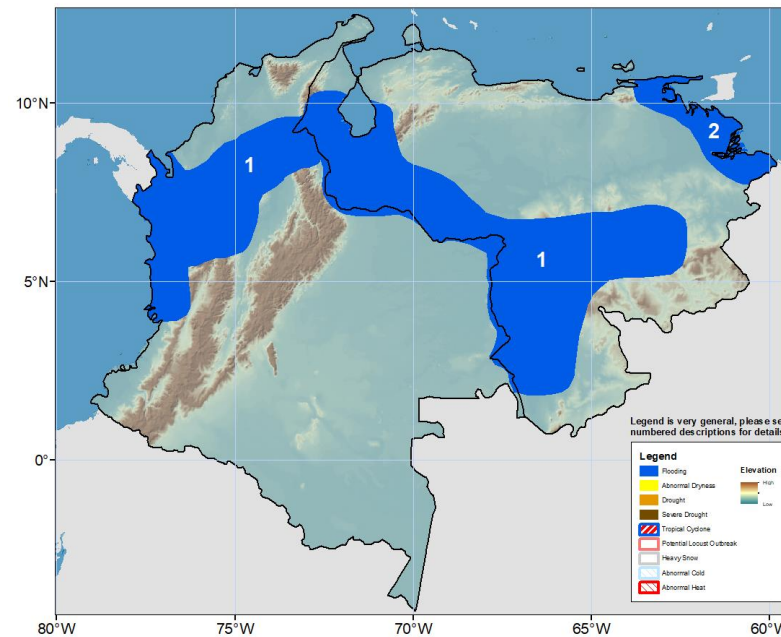 10°N
1
2
1
5°N
0°
Legend is very general, please se
numbered descriptions for details
Legend
Flooding
Abnormal Dryness
Drought
Severe Drought
Tropical Cyclone
Potential Locust Outbreak
Heavy Snow
Abnormal Cold
Abnormal Heat
Elevation
High
Low
80°W
75°W
70°W
65°W
60°W